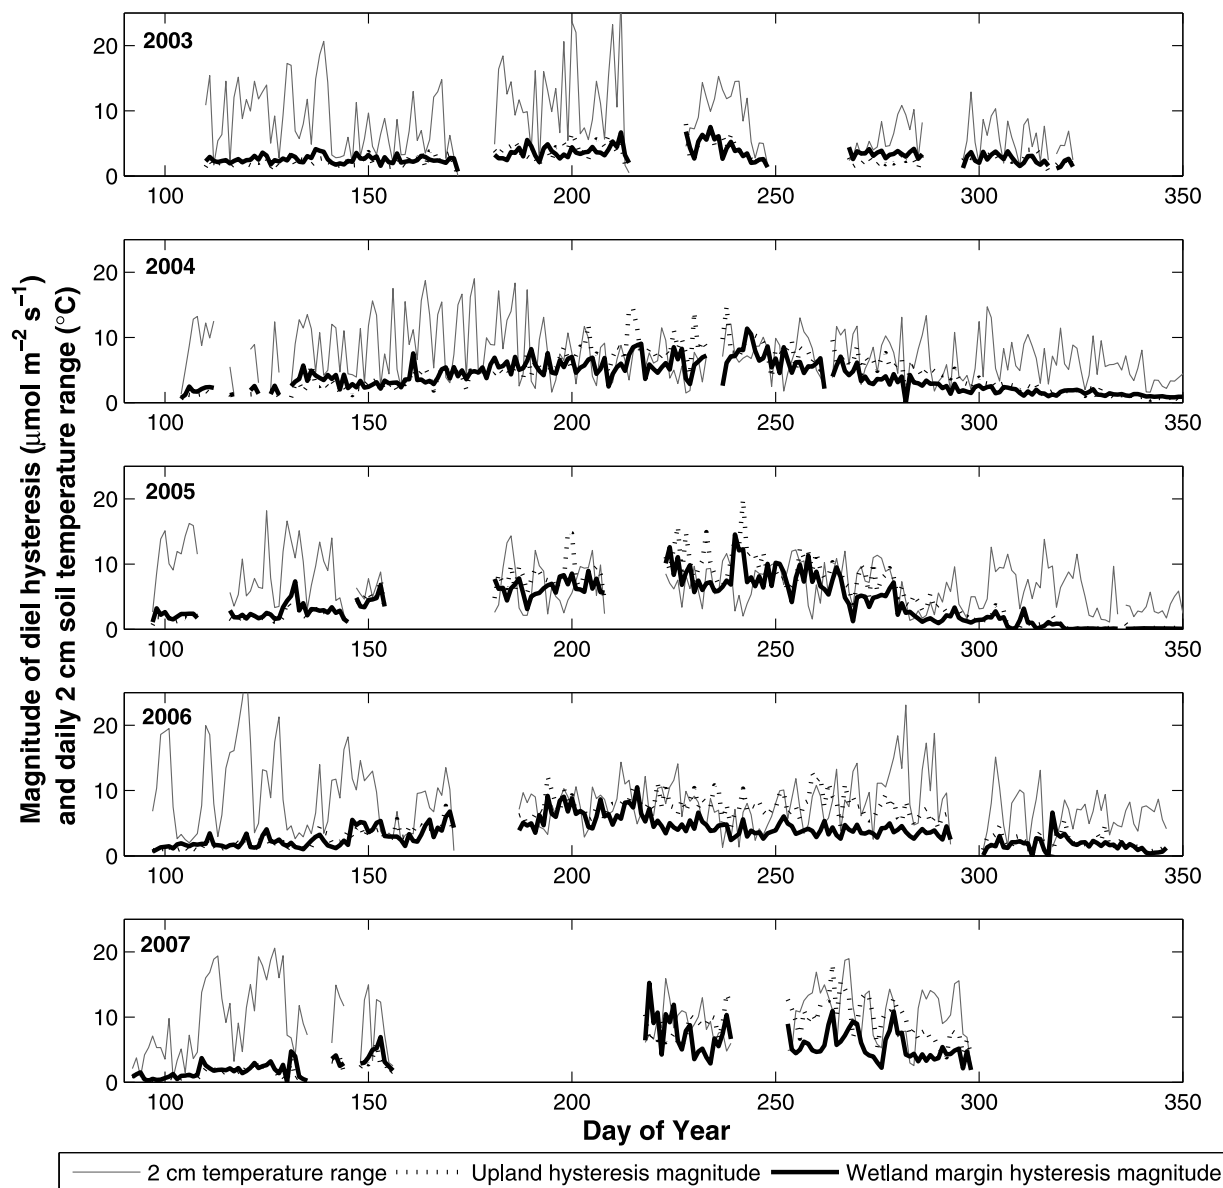 Magnitude of diel hysteresis (μmol m−2 s−1)
and daily 2 cm soil temperature range (°C)
2003
20
10
0
100 150 200 250 300 350
2004
20
10
0
100 150 200 250 300 350
2005
20
10
0
100 150 200 250 300 350
2006
20
10
0
100 150 200 250 300 350
2007
20
10
0
100 150 200 250 300 350
Day of Year
2 cm temperature range Upland hysteresis magnitude Wetland margin hysteresis magnitude